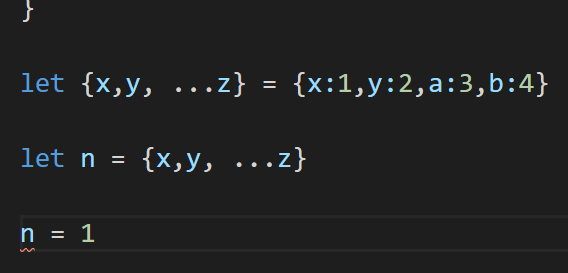 }
let {x,y, ...z} = {x:1,y:2,a:3,b:4}
let n = {x,y, ...z}
n = 1